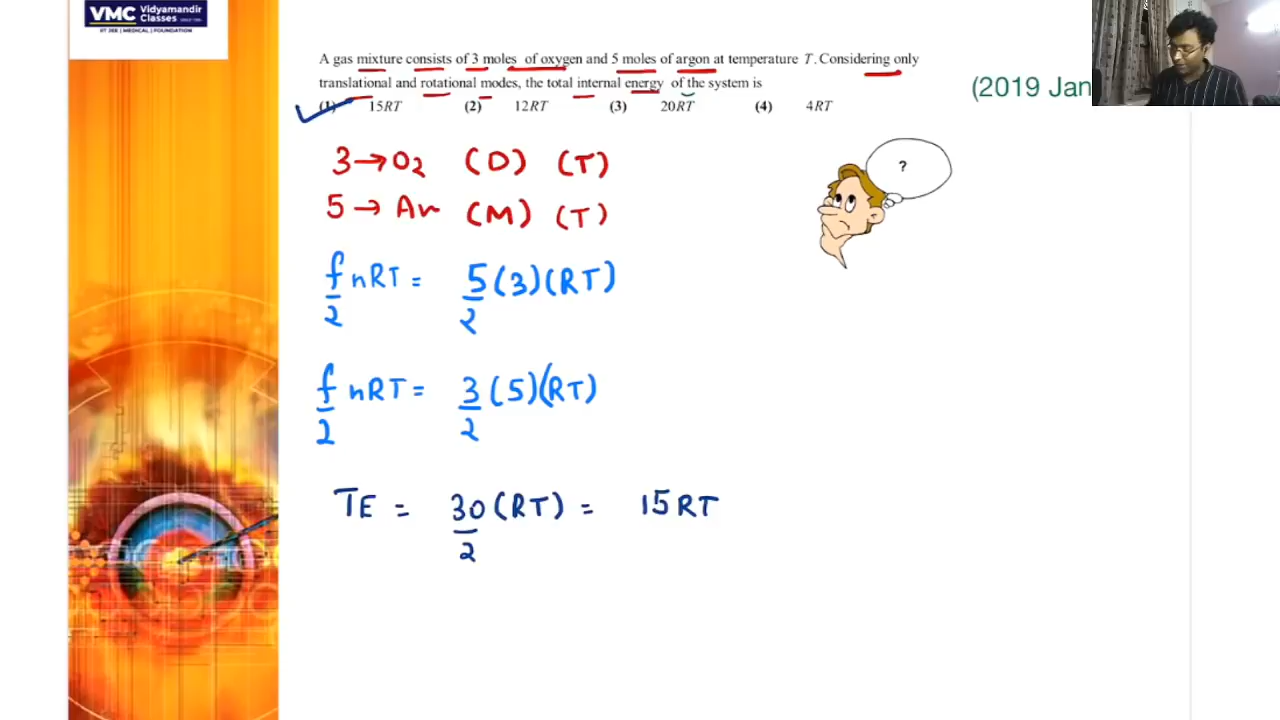 VMC Vidyamandir Classes SINCE 1986
IIT JEE | MEDICAL | FOUNDATION
A gas mixture consists of 3 moles of oxygen and 5 moles of argon at temperature T. Considering only
translational and rotational modes, the total internal energy of the system is
(2019 Jan
(1) 15RT (2) 12RT (3) 20RT (4) 4RT
3 → O2 (D) (T)
?
5 → Ar (M) (T)
f/2 nRT = 5/2 (3)(RT)
f/2 nRT = 3/2 (5)(RT)
TE = 30/2 (RT) = 15RT